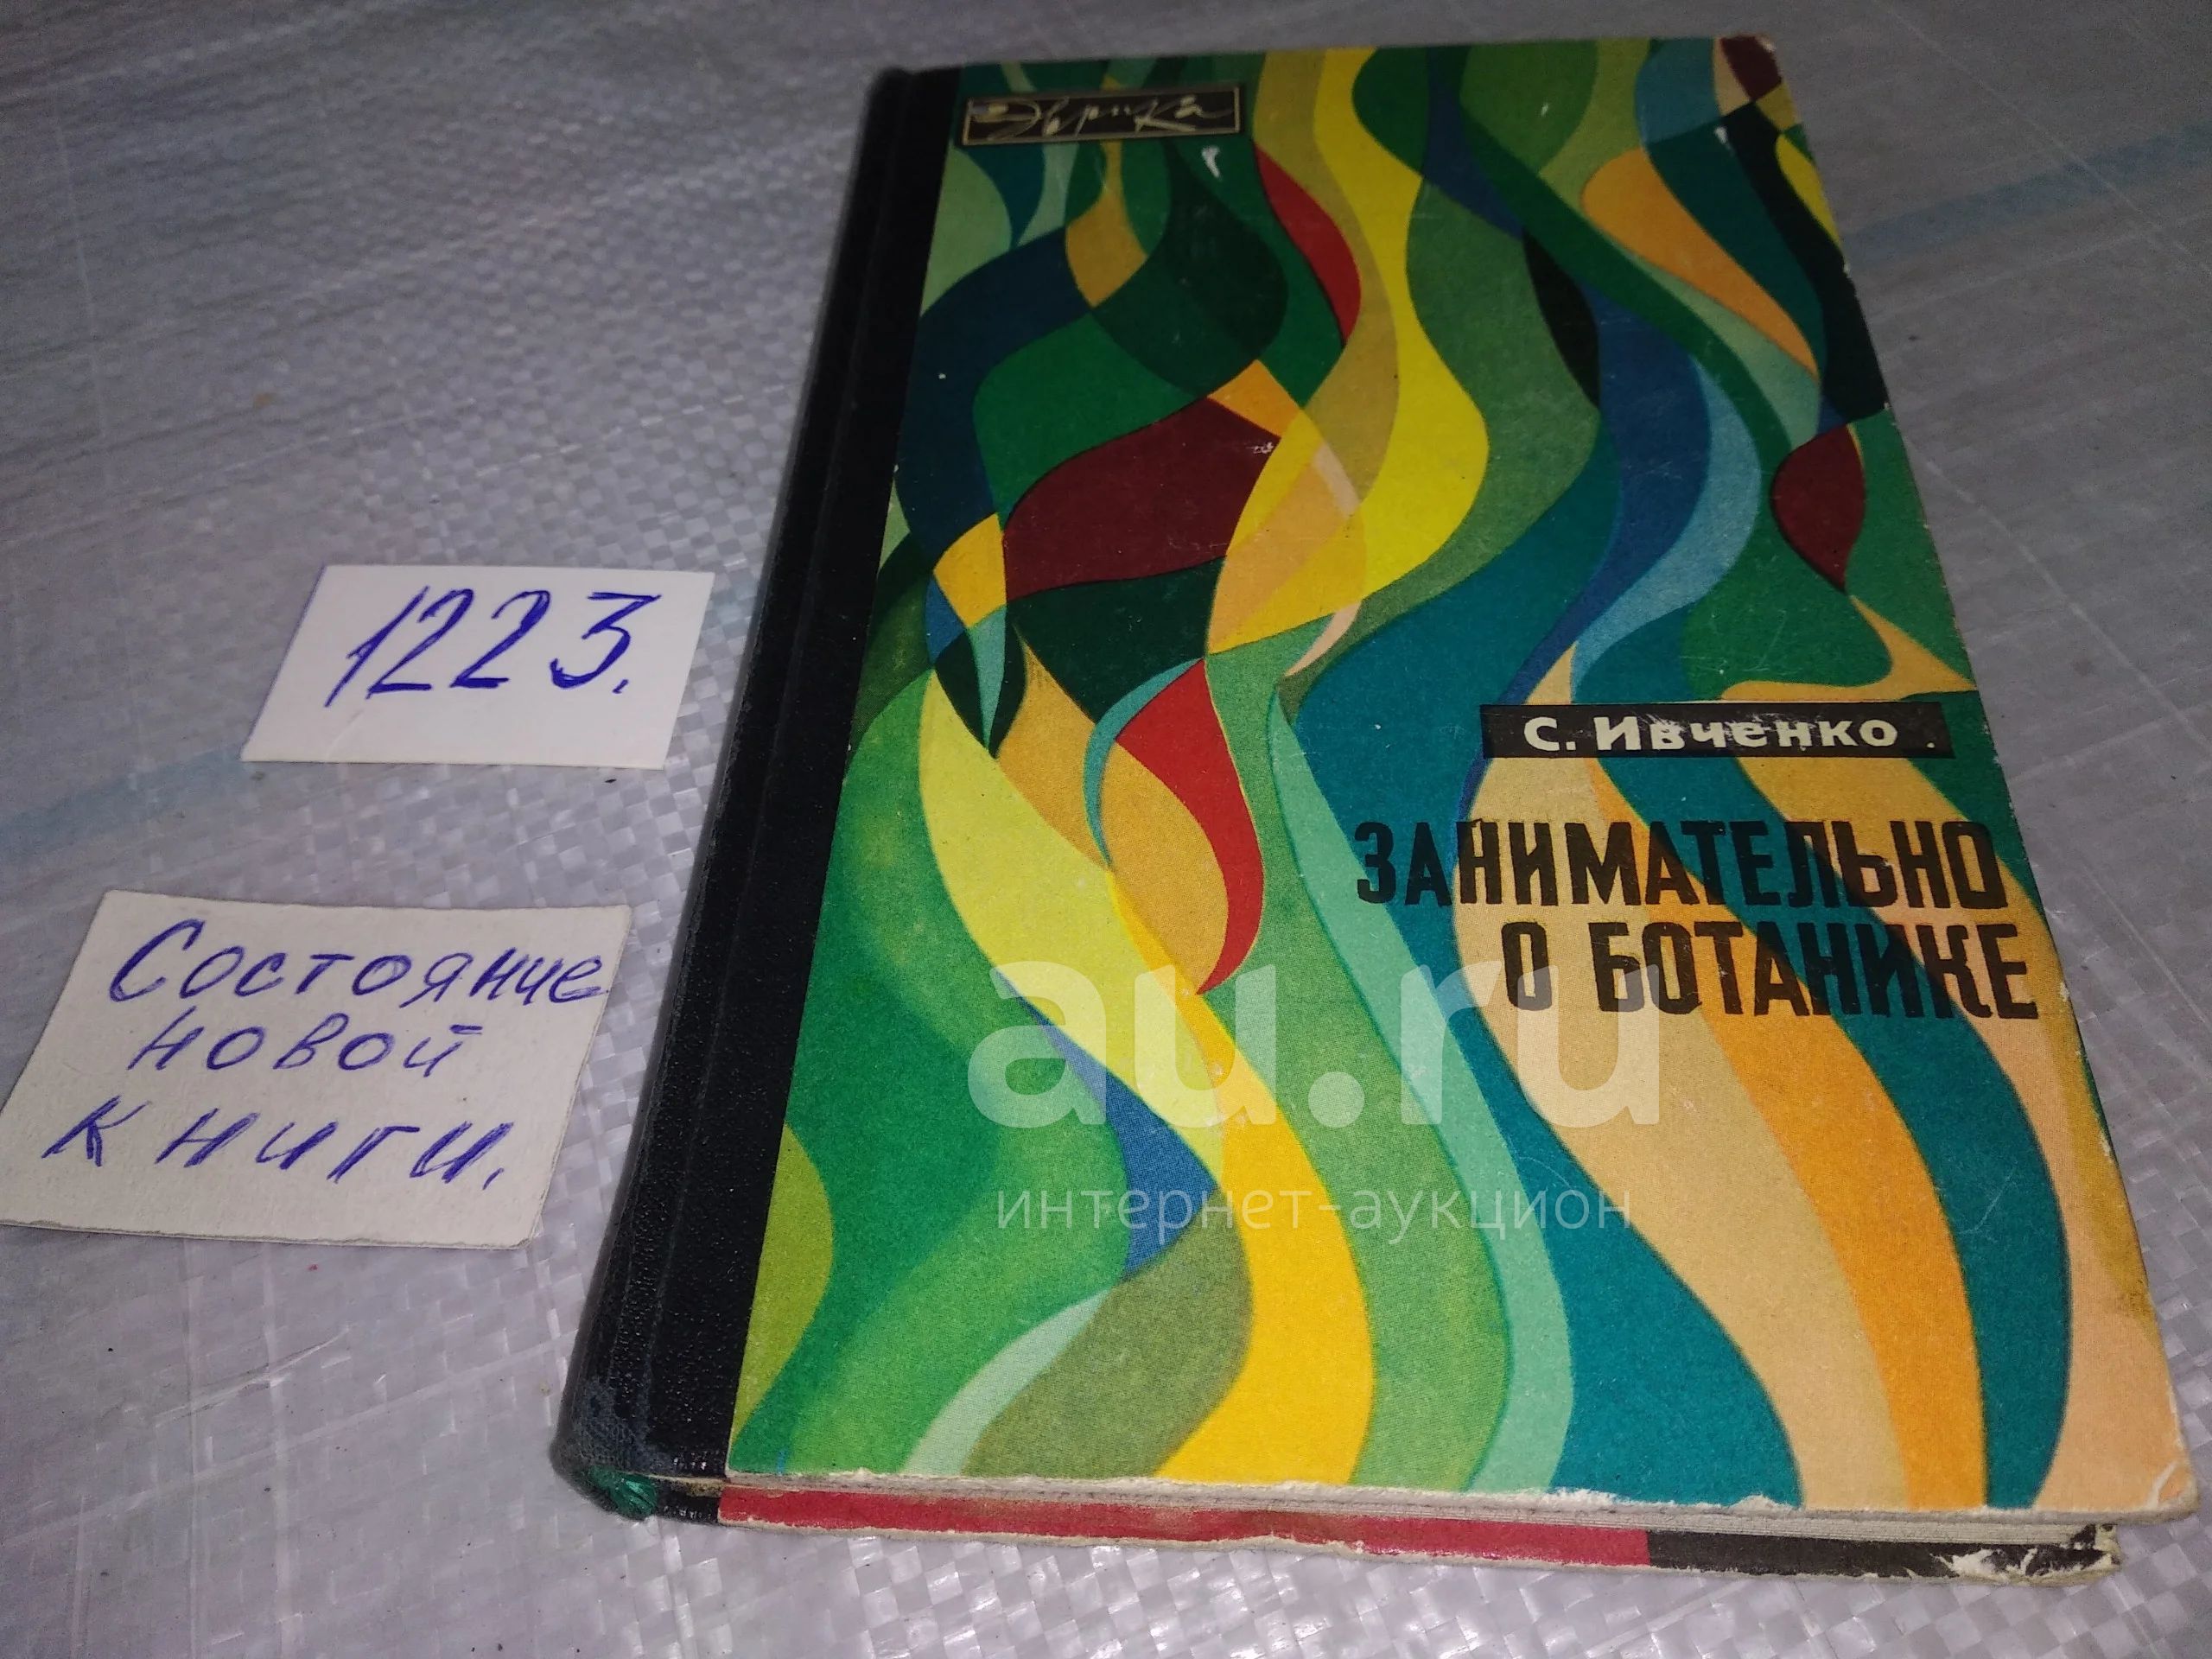 Эврика
1223.
С. Ивченко
ЗАНИМАТЕЛЬНО
О БОТАНИКЕ
Состояние
новой
книги.
au.ru
интернет-аукцион